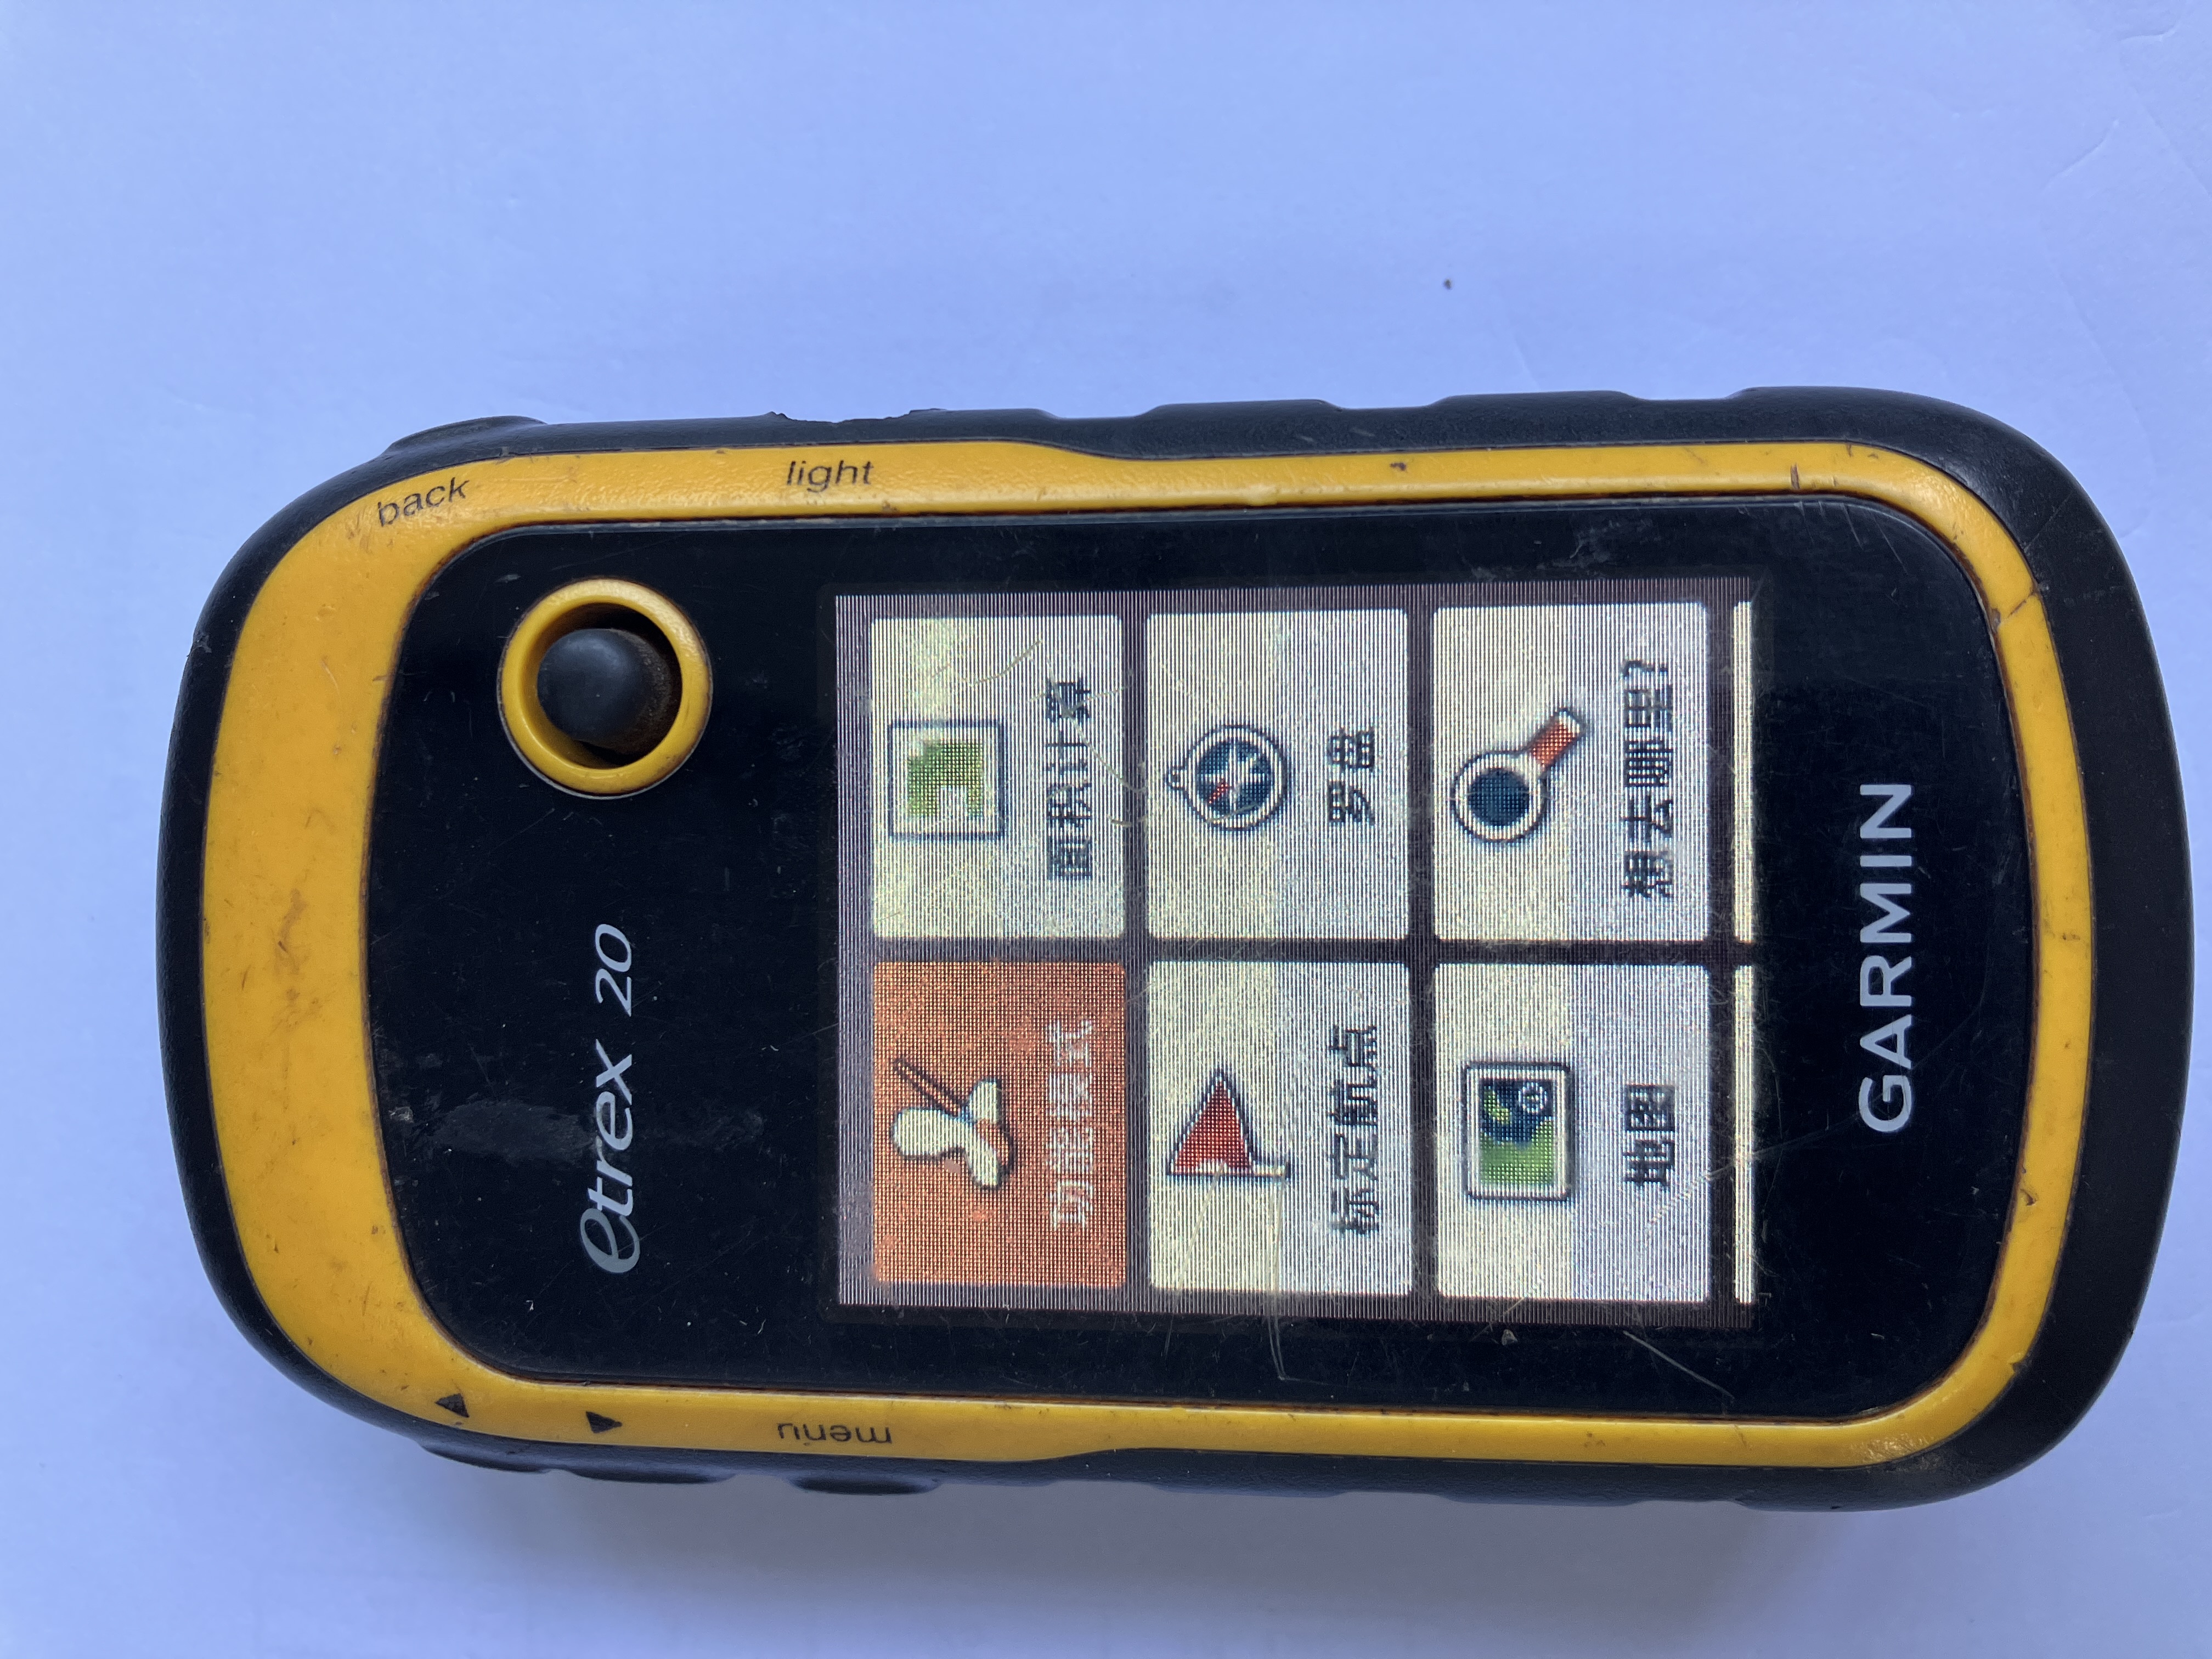 back
etrex 20
menu
light
功能模式
面积计算
标定航点
罗盘
地图
想去哪里?
GARMIN